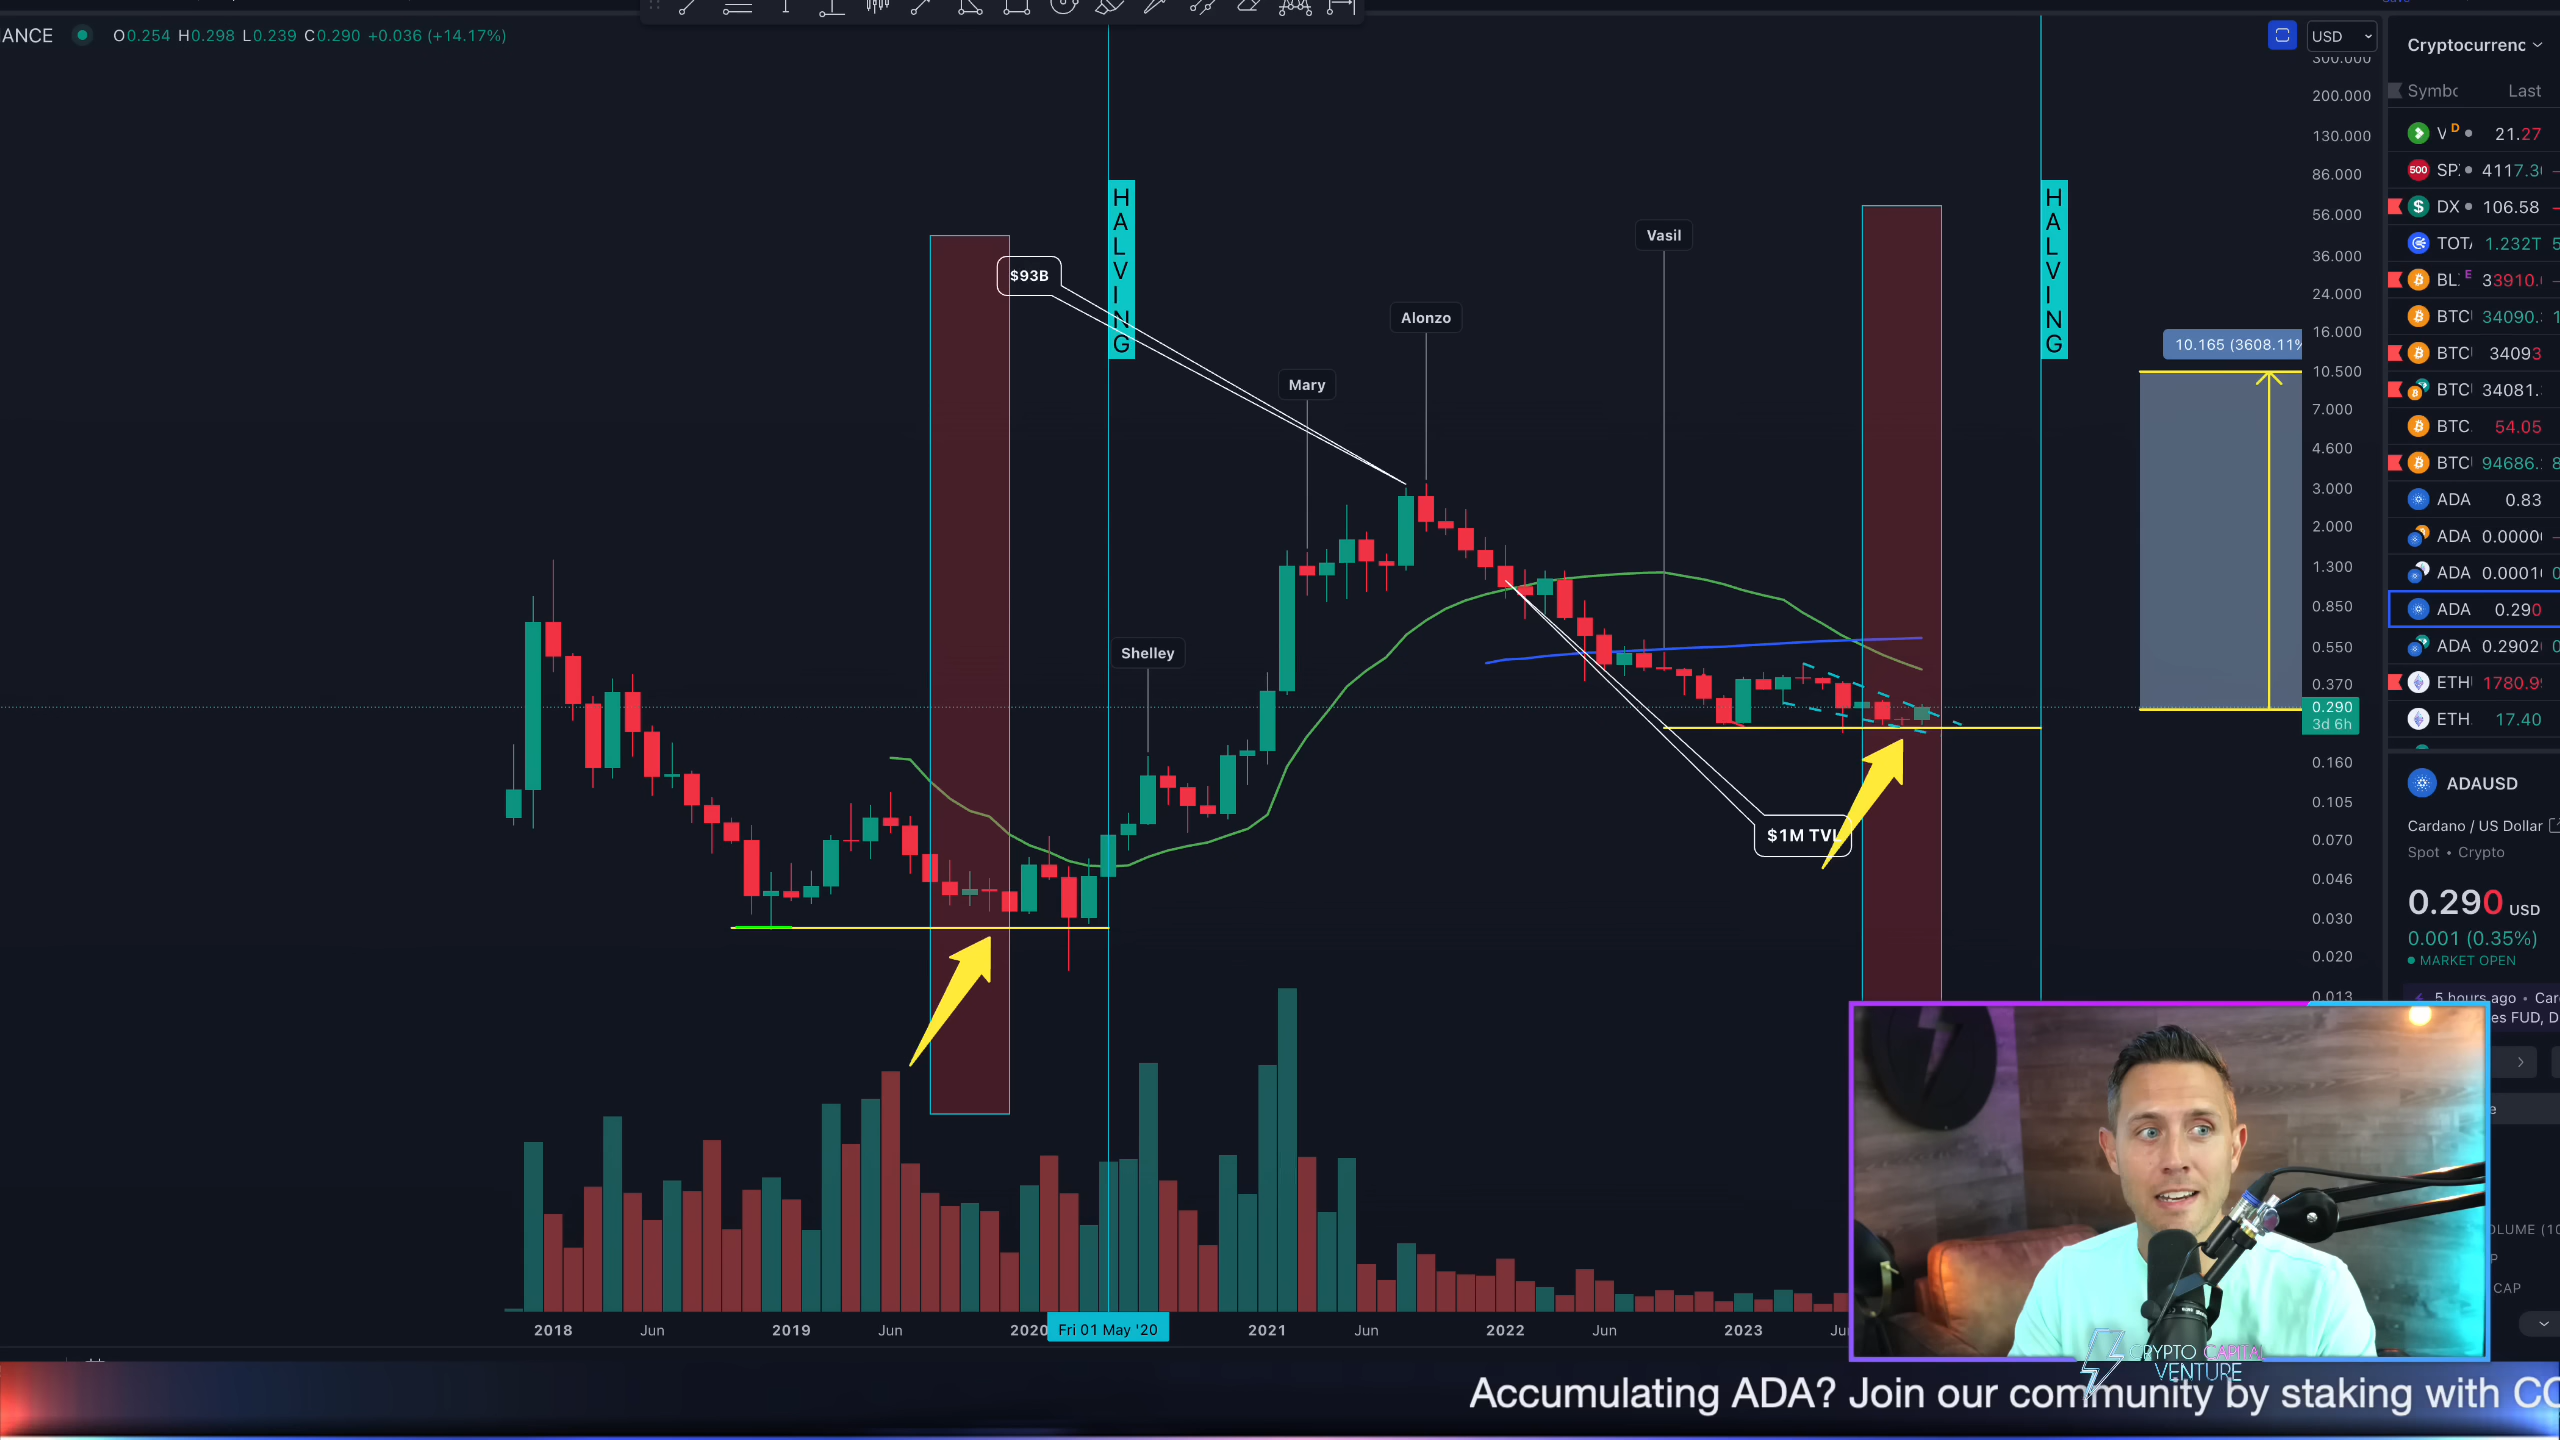 ANCE O0.254 H0.298 L0.239 C0.290 +0.036 (+14.17%)
USD
300.000
200.000
130.000
86.000
56.000
36.000
24.000
16.000
10.500
7.000
4.600
3.000
2.000
1.300
0.850
0.550
0.370
0.290
3d 6h
0.160
0.105
0.070
0.046
0.030
0.020
0.013
HALVING
HALVING
$93B
Vasil
Alonzo
Mary
Shelley
$1M TVL
10.165 (3608.11%
2018 Jun 2019 Jun 2020 Fri 01 May '20 2021 Jun 2022 Jun 2023
Cryptocurrenc
Symbo Last
V D 21.27
500 SP 4117.3
DX 106.58
TOT 1.232T 5
BL E 33910.
BTC 34090.
BTC 34093
BTC 34081.
BTC 54.05
BTC 94686. 8
ADA 0.83
ADA 0.0000
ADA 0.0001
ADA 0.290
ADA 0.2902
ETH 1780.9
ETH 17.40
ADAUSD
Cardano / US Dollar
Spot • Crypto
0.290 USD
0.001 (0.35%)
MARKET OPEN
5 hours ago • Car
es FUD, D
OLUME (10
CAP
CRYPTO CAPITAL
VENTURE
Accumulating ADA? Join our community by staking with CC